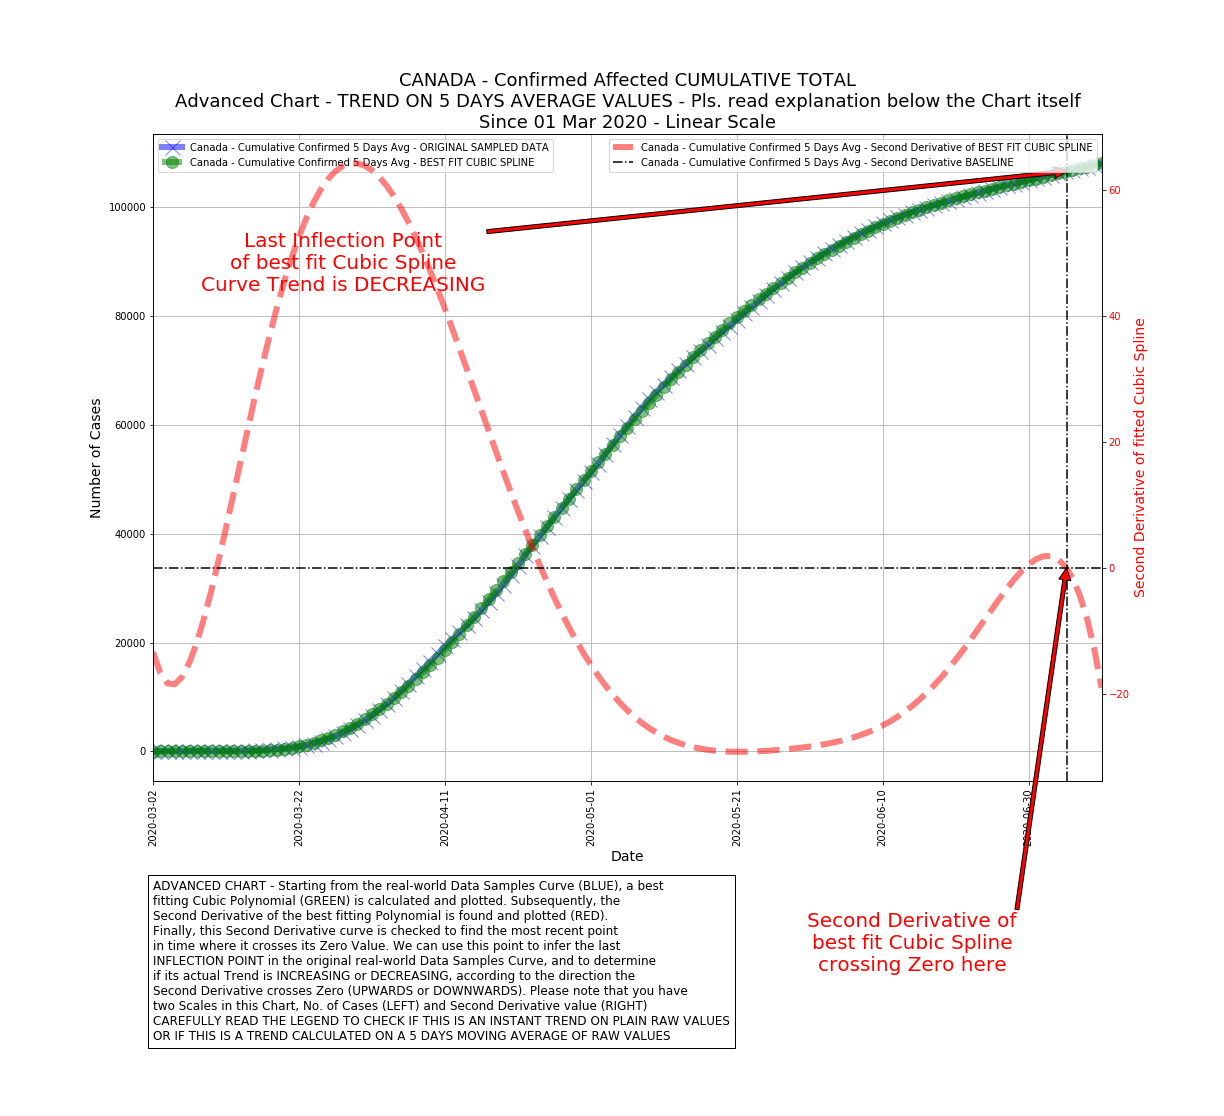 CANADA - Confirmed Affected CUMULATIVE TOTAL
Advanced Chart - TREND ON 5 DAYS AVERAGE VALUES - Pls. read explanation below the Chart itself
Since 01 Mar 2020 - Linear Scale
Canada - Cumulative Confirmed 5 Days Avg - ORIGINAL SAMPLED DATA
Canada - Cumulative Confirmed 5 Days Avg - BEST FIT CUBIC SPLINE
Canada - Cumulative Confirmed 5 Days Avg - Second Derivative of BEST FIT CUBIC SPLINE
Canada - Cumulative Confirmed 5 Days Avg - Second Derivative BASELINE
Last Inflection Point
of best fit Cubic Spline
Curve Trend is DECREASING
Number of Cases
100000
80000
60000
40000
20000
0
60
40
20
0
−20
Second Derivative of fitted Cubic Spline
2020-03-02
2020-03-22
2020-04-11
2020-05-01
2020-05-21
2020-06-10
2020-06-30
Date
ADVANCED CHART - Starting from the real-world Data Samples Curve (BLUE), a best
fitting Cubic Polynomial (GREEN) is calculated and plotted. Subsequently, the
Second Derivative of the best fitting Polynomial is found and plotted (RED).
Finally, this Second Derivative curve is checked to find the most recent point
in time where it crosses its Zero Value. We can use this point to infer the last
INFLECTION POINT in the original real-world Data Samples Curve, and to determine
if its actual Trend is INCREASING or DECREASING, according to the direction the
Second Derivative crosses Zero (UPWARDS or DOWNWARDS). Please note that you have
two Scales in this Chart, No. of Cases (LEFT) and Second Derivative value (RIGHT)
CAREFULLY READ THE LEGEND TO CHECK IF THIS IS AN INSTANT TREND ON PLAIN RAW VALUES
OR IF THIS IS A TREND CALCULATED ON A 5 DAYS MOVING AVERAGE OF RAW VALUES
Second Derivative of
best fit Cubic Spline
crossing Zero here